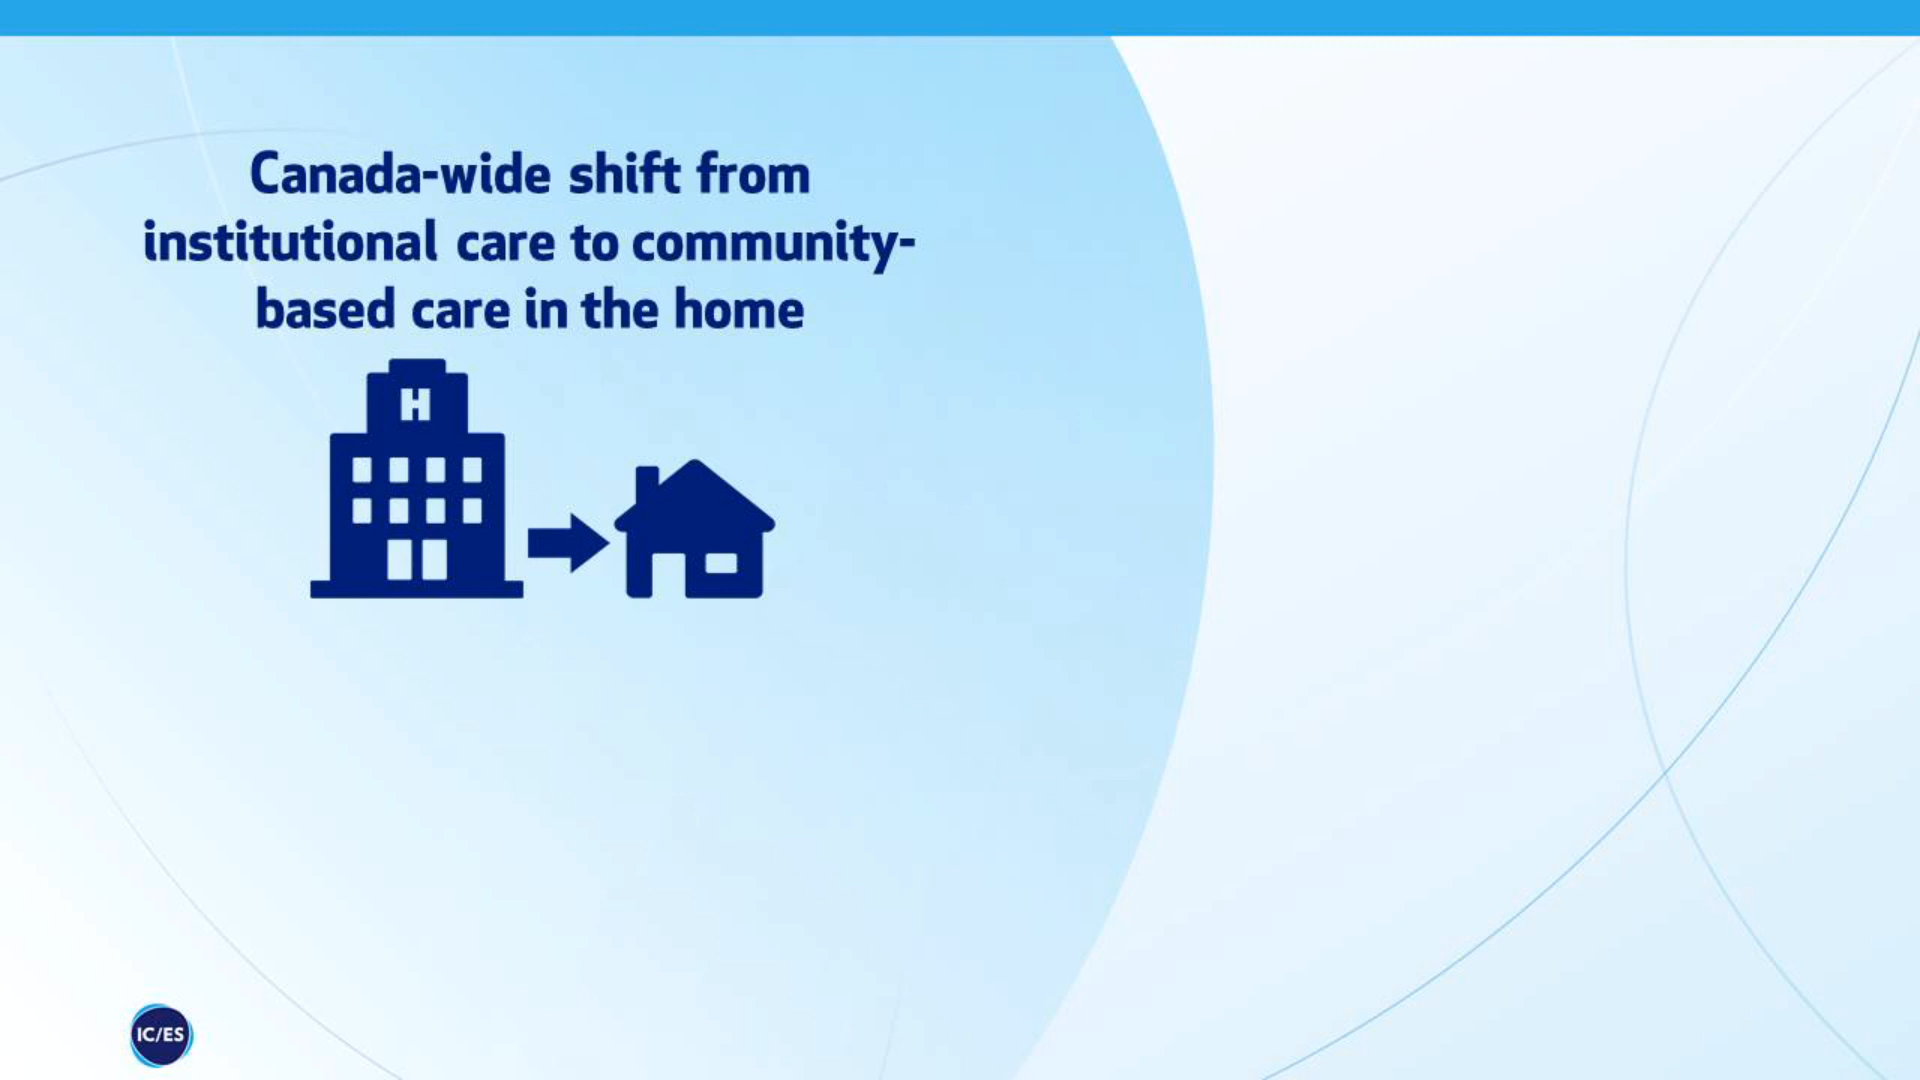 Canada-wide shift from
institutional care to community-
based care in the home
H
IC/ES